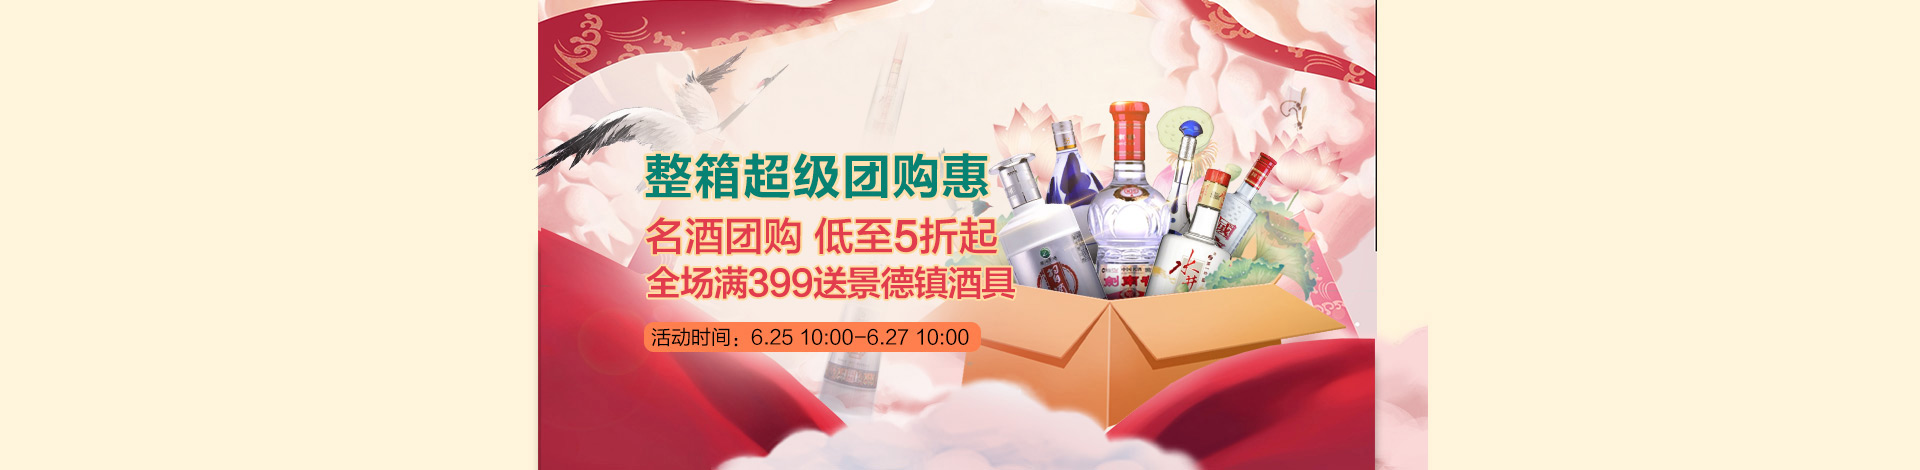 整箱超级团购惠
名酒团购 低至5折起
全场满399送景德镇酒具
活动时间：6.25 10:00-6.27 10:00
水井